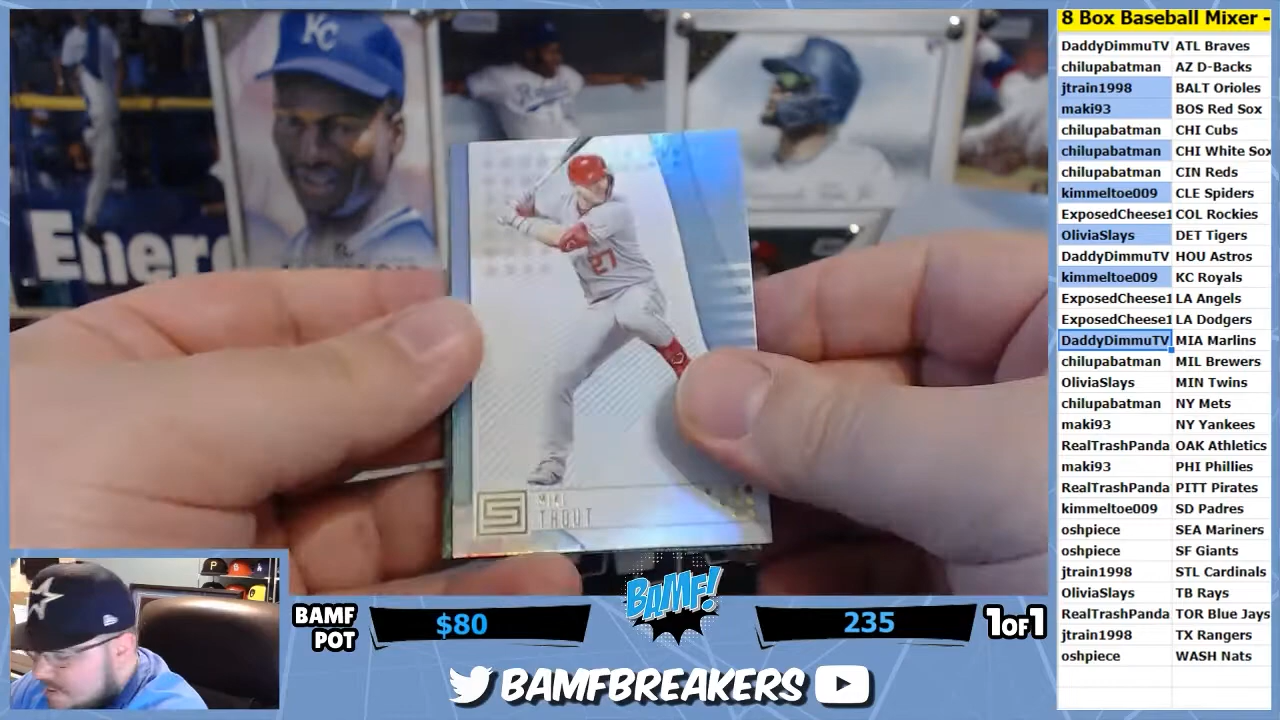 8 Box Baseball Mixer -
DaddyDimmuTV ATL Braves
chilupabatman AZ D-Backs
jtrain1998 BALT Orioles
maki93 BOS Red Sox
chilupabatman CHI Cubs
chilupabatman CHI White Sox
chilupabatman CIN Reds
kimmeltoe009 CLE Spiders
ExposedCheese1 COL Rockies
OliviaSlays DET Tigers
DaddyDimmuTV HOU Astros
kimmeltoe009 KC Royals
ExposedCheese1 LA Angels
ExposedCheese1 LA Dodgers
DaddyDimmuTV MIA Marlins
chilupabatman MIL Brewers
OliviaSlays MIN Twins
chilupabatman NY Mets
maki93 NY Yankees
RealTrashPanda OAK Athletics
maki93 PHI Phillies
RealTrashPanda PITT Pirates
kimmeltoe009 SD Padres
oshpiece SEA Mariners
oshpiece SF Giants
jtrain1998 STL Cardinals
OliviaSlays TB Rays
RealTrashPanda TOR Blue Jays
jtrain1998 TX Rangers
oshpiece WASH Nats
KC
Ener
27
S
MIKE
TROUT
P
BAMF
POT
$80
BAMF!
235
1OF1
BAMFBREAKERS